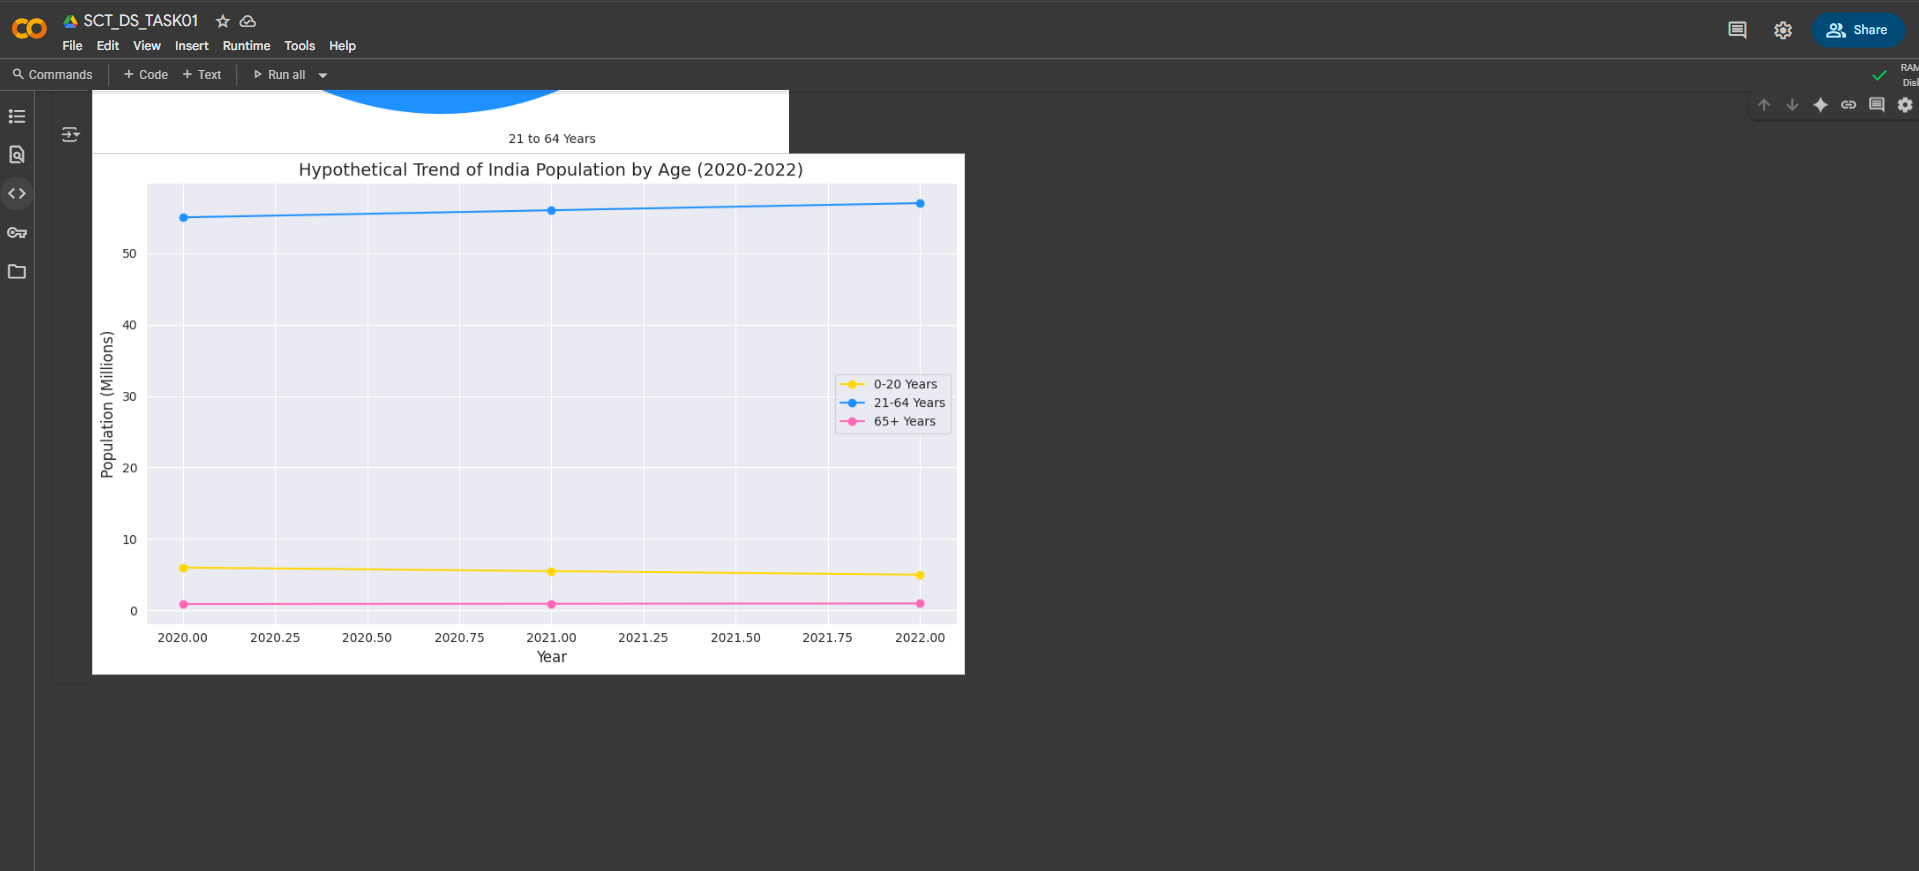 SCT_DS_TASK01
File Edit View Insert Runtime Tools Help
Share
Commands + Code + Text Run all
RAM
Disk
21 to 64 Years
Hypothetical Trend of India Population by Age (2020-2022)
Population (Millions)
50
40
30
20
10
0
0-20 Years
21-64 Years
65+ Years
2020.00 2020.25 2020.50 2020.75 2021.00 2021.25 2021.50 2021.75 2022.00
Year